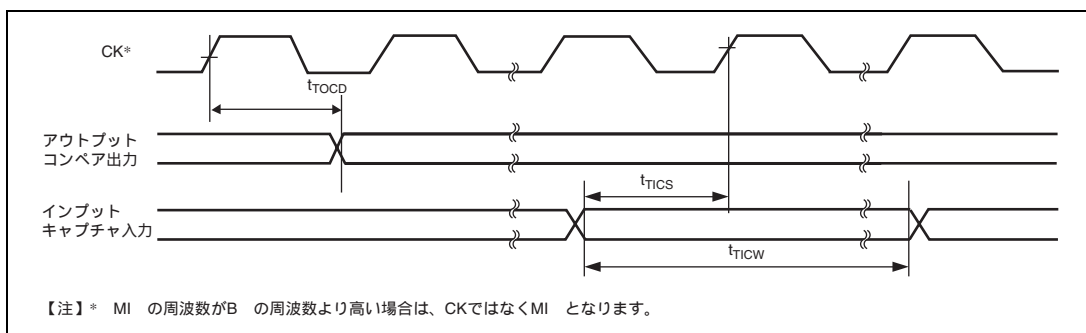 CK*
tTOCD
アウトプット
コンペア出力
tTICS
インプット
キャプチャ入力
tTICW
【注】* MI の周波数がB の周波数より高い場合は、CKではなくMI となります。